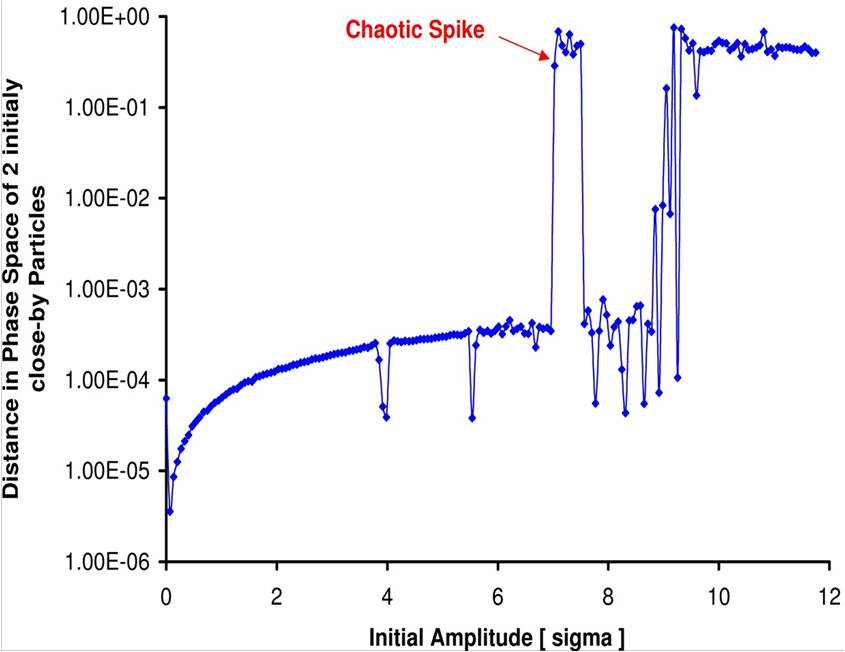 Chaotic Spike
Distance in Phase Space of 2 initialy
close-by Particles
1.00E+00
1.00E-01
1.00E-02
1.00E-03
1.00E-04
1.00E-05
1.00E-06
0 2 4 6 8 10 12
Initial Amplitude [ sigma ]